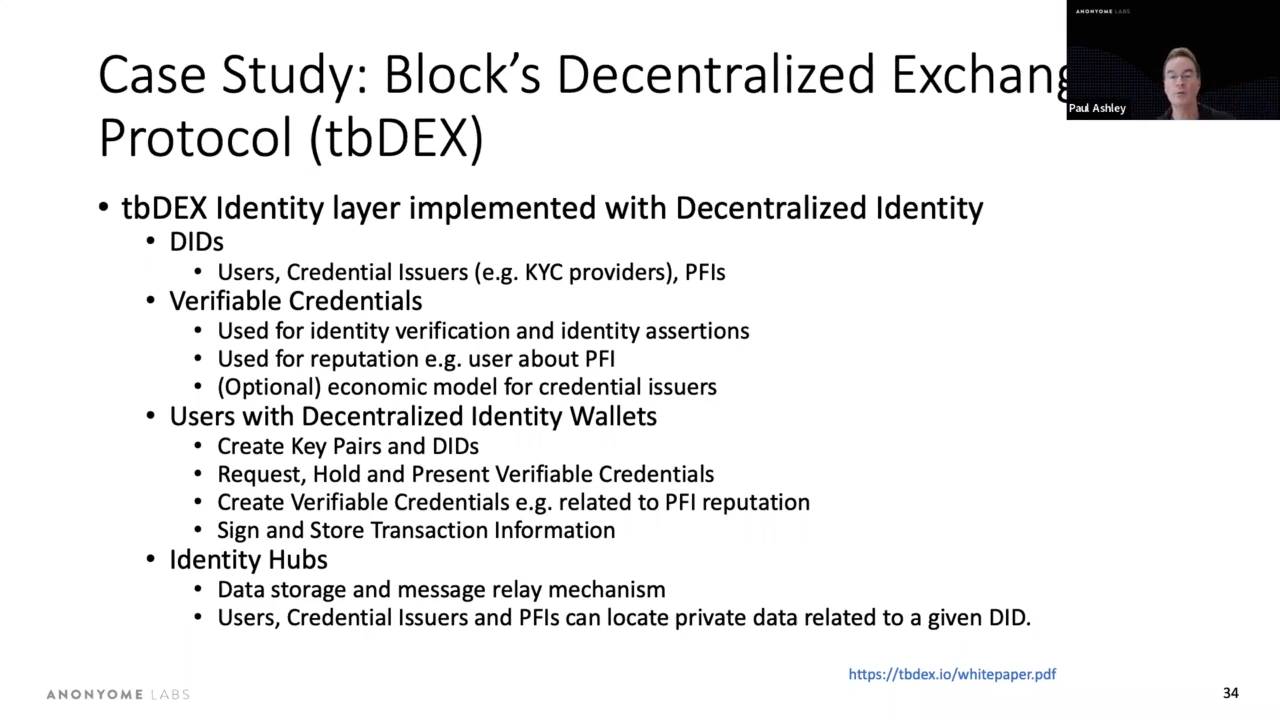 ANONYOME LABS
Case Study: Block's Decentralized Exchang
Paul Ashley
Protocol (tbDEX)
• tbDEX Identity layer implemented with Decentralized Identity
• DIDs
• Users, Credential Issuers (e.g. KYC providers), PFIs
• Verifiable Credentials
• Used for identity verification and identity assertions
• Used for reputation e.g. user about PFI
• (Optional) economic model for credential issuers
• Users with Decentralized Identity Wallets
• Create Key Pairs and DIDs
• Request, Hold and Present Verifiable Credentials
• Create Verifiable Credentials e.g. related to PFI reputation
• Sign and Store Transaction Information
• Identity Hubs
• Data storage and message relay mechanism
• Users, Credential Issuers and PFIs can locate private data related to a given DID.
https://tbdex.io/whitepaper.pdf
ANONYOME LABS
34